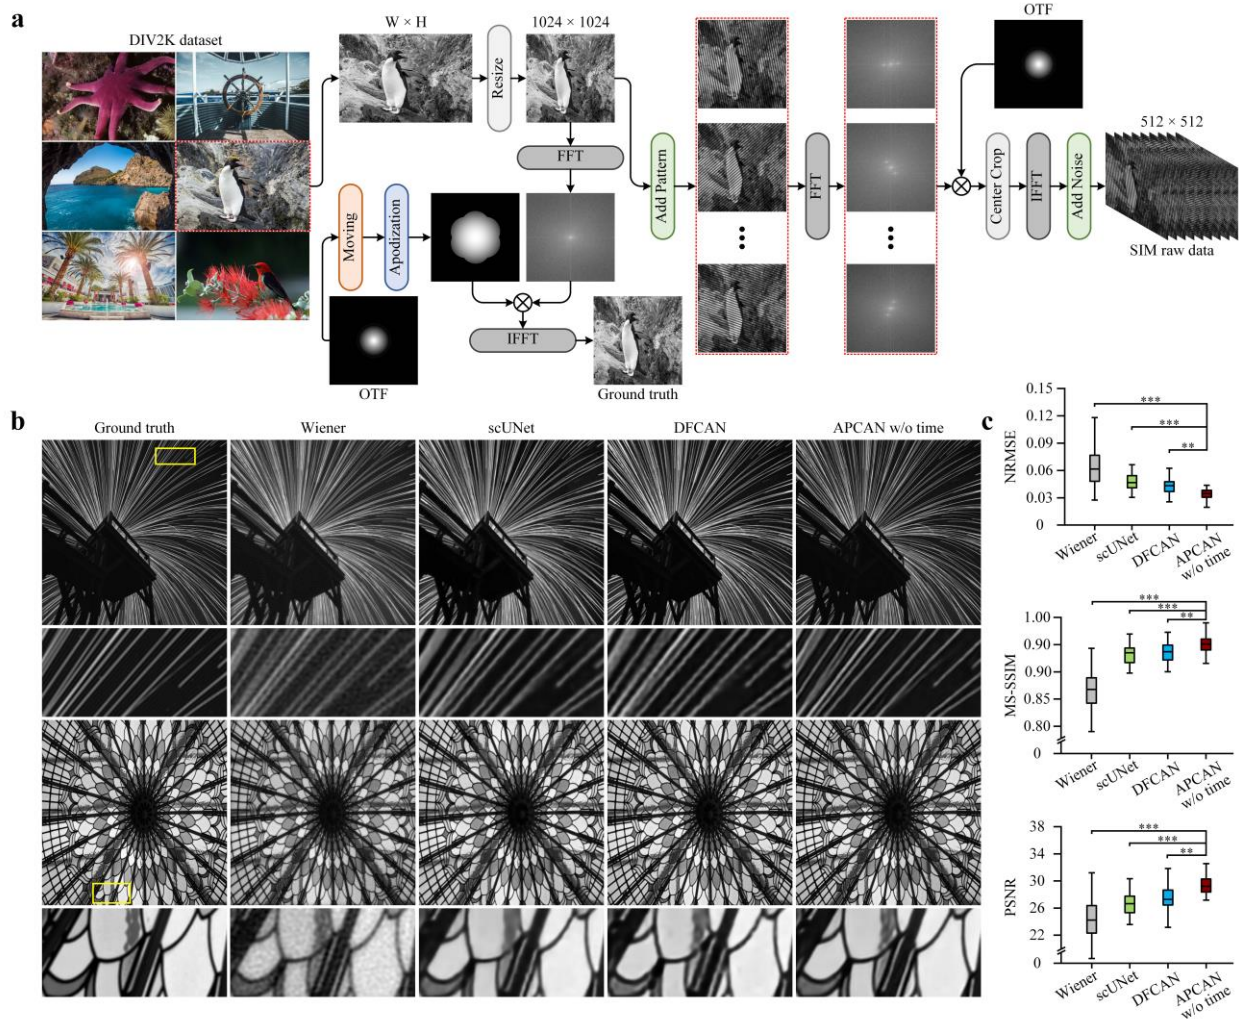 a
DIV2K dataset
W × H
1024 × 1024
OTF
Resize
FFT
Moving
Apodization
Add Pattern
FFT
Center Crop
IFFT
Add Noise
512 × 512
SIM raw data
IFFT
OTF
Ground truth
b
Ground truth
Wiener
scUNet
DFCAN
APCAN w/o time
c
NRMSE
0.15
0.12
0.09
0.06
0.03
0
***
***
**
Wiener
scUNet
DFCAN
APCAN
w/o time
MS-SSIM
1.00
0.90
0.90
0.85
0.80
0
***
***
**
Wiener
scUNet
DFCAN
APCAN
w/o time
PSNR
38
34
30
26
22
0
***
***
**
Wiener
scUNet
DFCAN
APCAN
w/o time